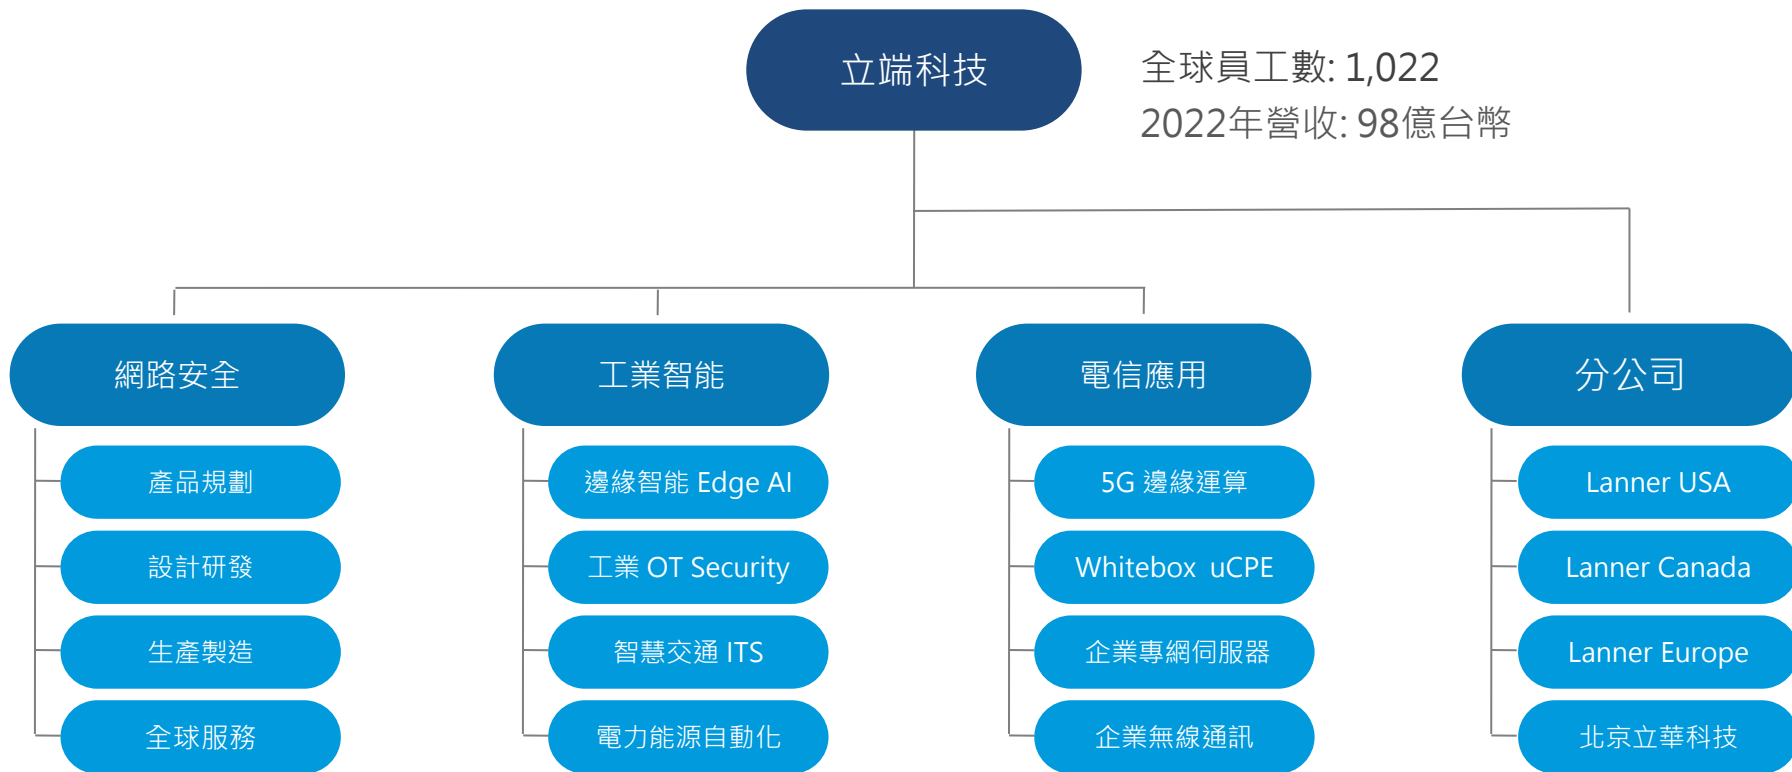 立端科技
全球員工數: 1,022
2022年營收: 98億台幣
網路安全
產品規劃
設計研發
生產製造
全球服務
工業智能
邊緣智能 Edge AI
工業 OT Security
智慧交通 ITS
電力能源自動化
電信應用
5G 邊緣運算
Whitebox uCPE
企業專網伺服器
企業無線通訊
分公司
Lanner USA
Lanner Canada
Lanner Europe
北京立華科技